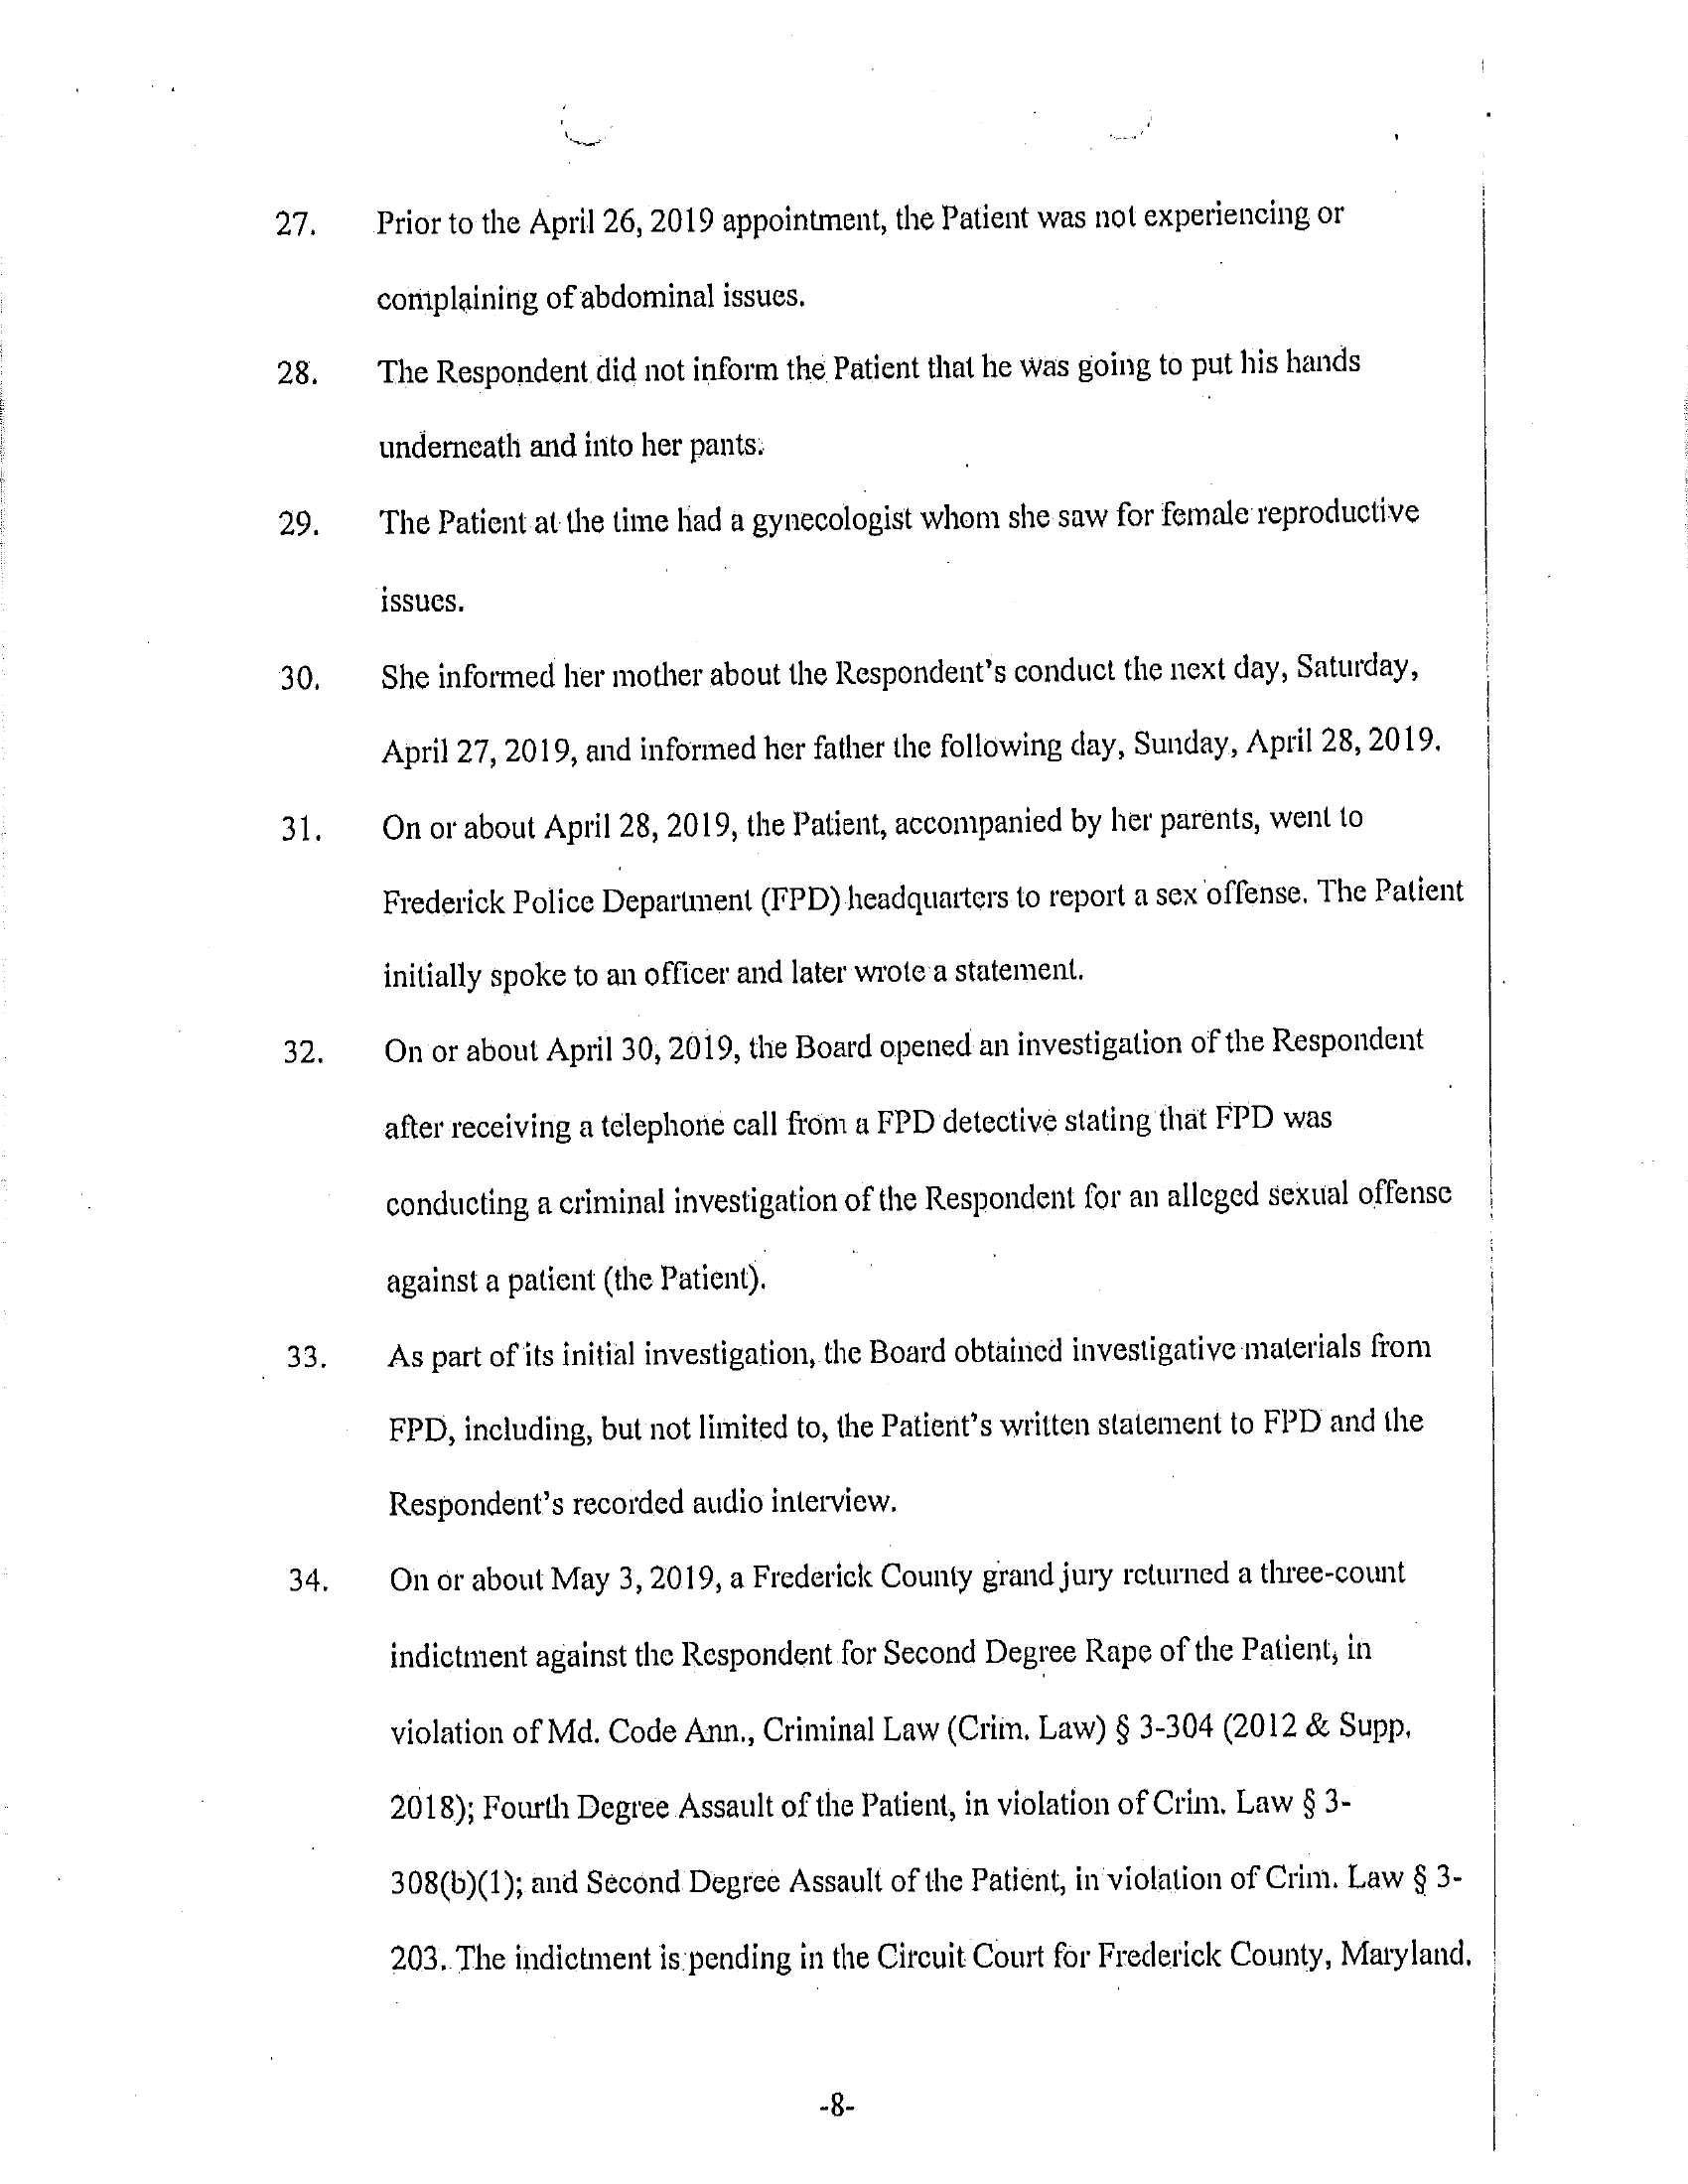 27. Prior to the April 26, 2019 appointment, the Patient was not experiencing or
complaining of abdominal issues.
28. The Respondent did not inform the Patient that he was going to put his hands
underneath and into her pants.
29. The Patient at the time had a gynecologist whom she saw for female reproductive
issues.
30. She informed her mother about the Respondent's conduct the next day, Saturday,
April 27, 2019, and informed her father the following day, Sunday, April 28, 2019.
31. On or about April 28, 2019, the Patient, accompanied by her parents, went to
Frederick Police Department (FPD) headquarters to report a sex offense. The Patient
initially spoke to an officer and later wrote a statement.
32. On or about April 30, 2019, the Board opened an investigation of the Respondent
after receiving a telephone call from a FPD detective stating that FPD was
conducting a criminal investigation of the Respondent for an alleged sexual offense
against a patient (the Patient).
33. As part of its initial investigation, the Board obtained investigative materials from
FPD, including, but not limited to, the Patient's written statement to FPD and the
Respondent's recorded audio interview.
34. On or about May 3, 2019, a Frederick County grand jury returned a three-count
indictment against the Respondent for Second Degree Rape of the Patient, in
violation of Md. Code Ann., Criminal Law (Crim. Law) § 3-304 (2012 & Supp.
2018); Fourth Degree Assault of the Patient, in violation of Crim. Law § 3-
308(b)(1); and Second Degree Assault of the Patient, in violation of Crim. Law § 3-
203. The indictment is pending in the Circuit Court for Frederick County, Maryland.
-8-